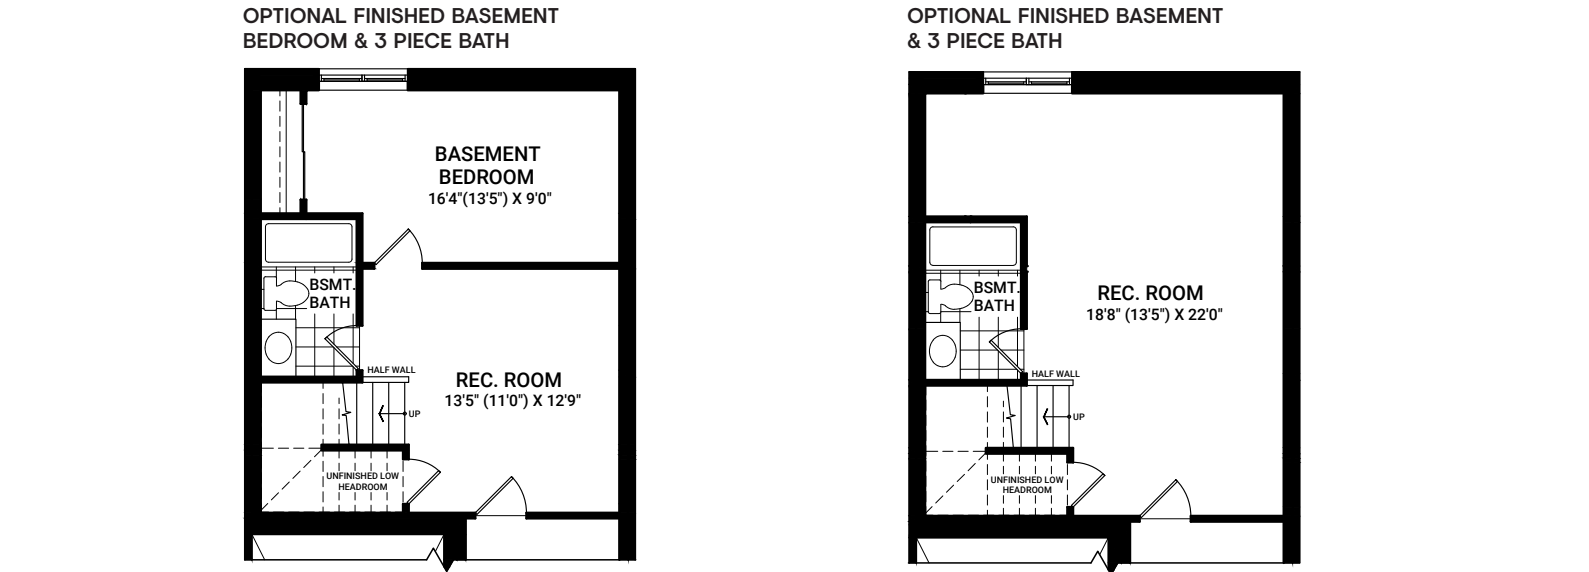 OPTIONAL FINISHED BASEMENT
BEDROOM & 3 PIECE BATH
BASEMENT
BEDROOM
16'4"(13'5") X 9'0"
BSMT.
BATH
HALF WALL
REC. ROOM
13'5" (11'0") X 12'9"
UP
UNFINISHED LOW
HEADROOM
OPTIONAL FINISHED BASEMENT
& 3 PIECE BATH
BSMT.
BATH
REC. ROOM
18'8" (13'5") X 22'0"
HALF WALL
UP
UNFINISHED LOW
HEADROOM